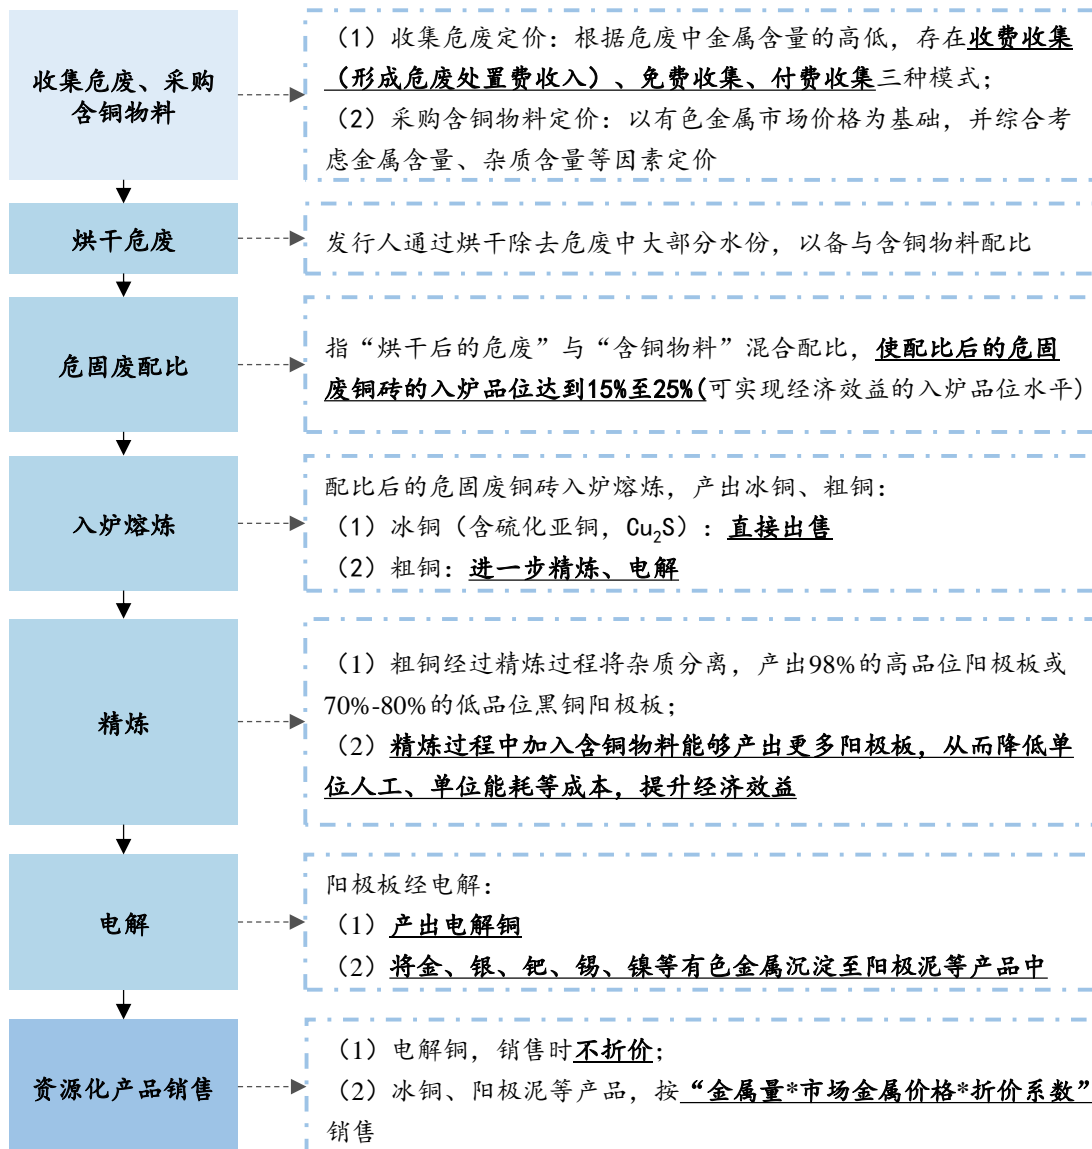 收集危废、采购
含铜物料
（1）收集危废定价：根据危废中金属含量的高低，存在收费收集
（形成危废处置费收入）、免费收集、付费收集三种模式；
（2）采购含铜物料定价：以有色金属市场价格为基础，并综合考
虑金属含量、杂质含量等因素定价
烘干危废
发行人通过烘干除去危废中大部分水份，以备与含铜物料配比
危固废配比
指“烘干后的危废”与“含铜物料”混合配比，使配比后的危固
废铜砖的入炉品位达到15%至25%(可实现经济效益的入炉品位水平)
入炉熔炼
配比后的危固废铜砖入炉熔炼，产出冰铜、粗铜：
（1）冰铜（含硫化亚铜，Cu₂S）：直接出售
（2）粗铜：进一步精炼、电解
精炼
（1）粗铜经过精炼过程将杂质分离，产出98%的高品位阳极板或
70%-80%的低品位黑铜阳极板；
（2）精炼过程中加入含铜物料能够产出更多阳极板，从而降低单
位人工、单位能耗等成本，提升经济效益
电解
阳极板经电解：
（1）产出电解铜
（2）将金、银、钯、锡、镍等有色金属沉淀至阳极泥等产品中
资源化产品销售
（1）电解铜，销售时不折价；
（2）冰铜、阳极泥等产品，按“金属量*市场金属价格*折价系数”
销售